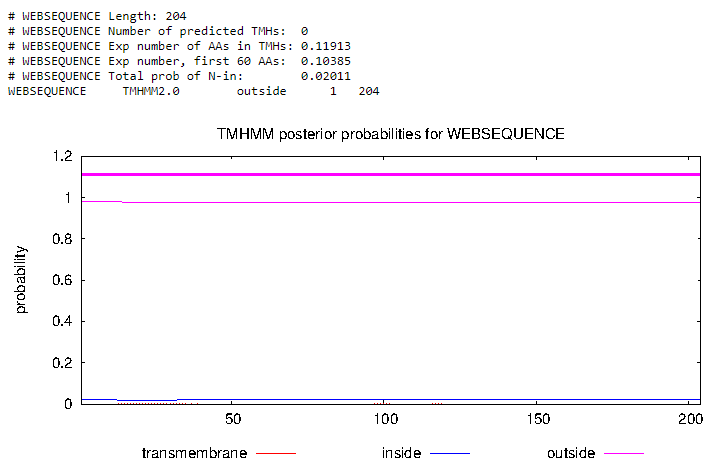 # WEBSEQUENCE Length: 204
# WEBSEQUENCE Number of predicted TMHs:  0
# WEBSEQUENCE Exp number of AAs in TMHs: 0.11913
# WEBSEQUENCE Exp number, first 60 AAs:  0.10385
# WEBSEQUENCE Total prob of N-in:        0.02011
WEBSEQUENCE     TMHMM2.0        outside      1   204
TMHMM posterior probabilities for WEBSEQUENCE
1.2
1
0.8
0.6
0.4
0.2
0
probability
50 100 150 200
transmembrane inside outside